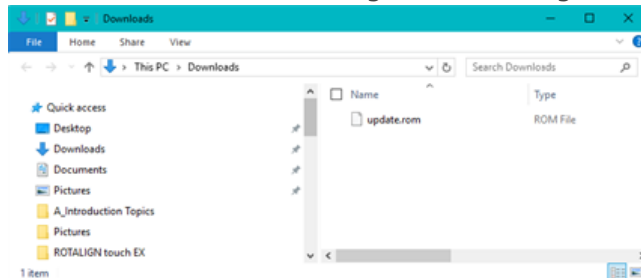 Downloads
File Home Share View
This PC > Downloads Search Downloads
Name Type
Quick access
Desktop
Downloads
Documents
Pictures
A_Introduction Topics
Pictures
ROTALIGN touch EX
update.rom ROM File
1 item